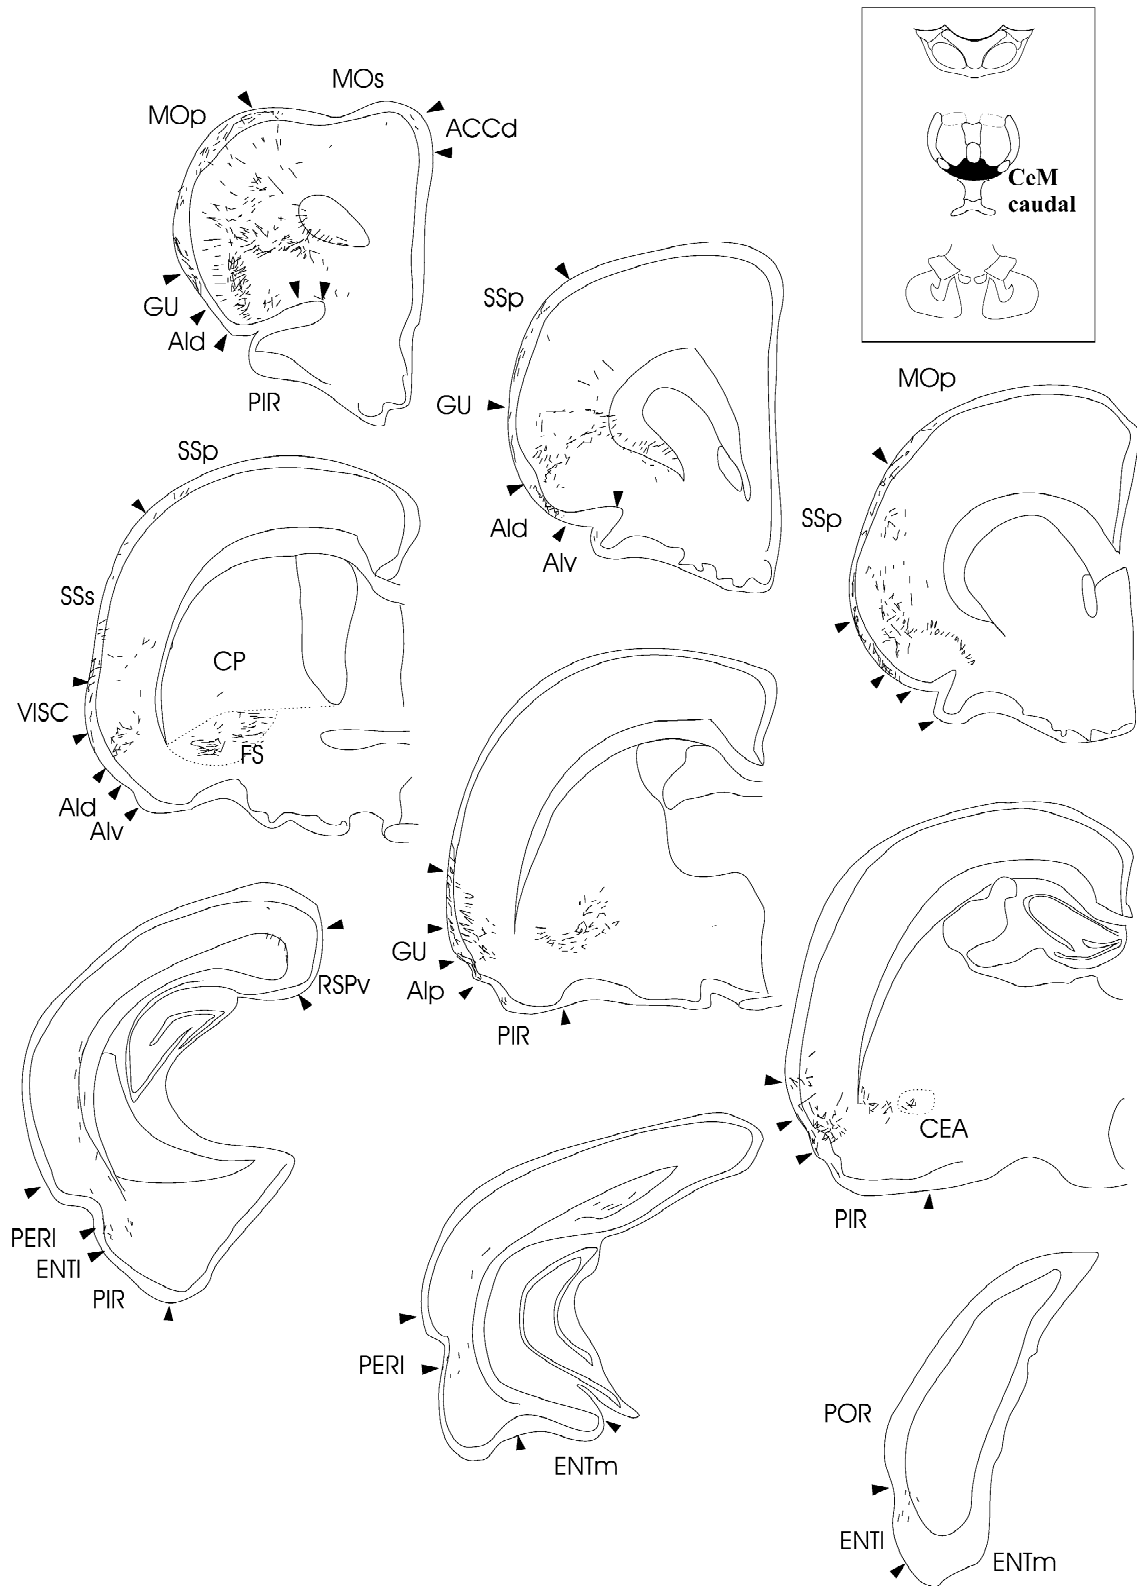 MOs
MOp
ACCd
GU
AId
PIR
CeM
caudal
SSp
GU
AId
AIv
MOp
SSp
SSp
SSs
CP
VISC
FS
AId
AIv
GU
AIp
PIR
CEA
PIR
RSPv
PERI
ENTl
PIR
PERI
ENTm
POR
ENTl
ENTm